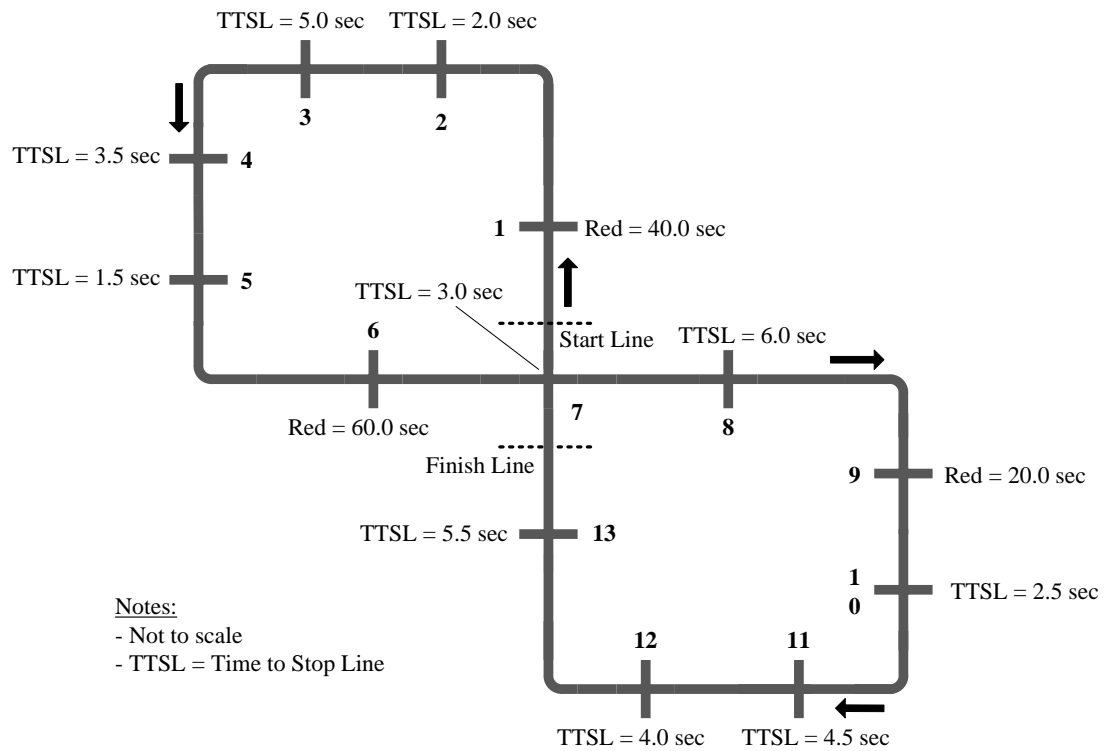 TTSL = 5.0 sec
TTSL = 2.0 sec
3
2
TTSL = 3.5 sec
4
1
Red = 40.0 sec
TTSL = 1.5 sec
5
TTSL = 3.0 sec
6
Start Line
TTSL = 6.0 sec
7
8
Red = 60.0 sec
Finish Line
9
Red = 20.0 sec
TTSL = 5.5 sec
13
1
0
TTSL = 2.5 sec
Notes:
- Not to scale
- TTSL = Time to Stop Line
12
11
TTSL = 4.0 sec
TTSL = 4.5 sec